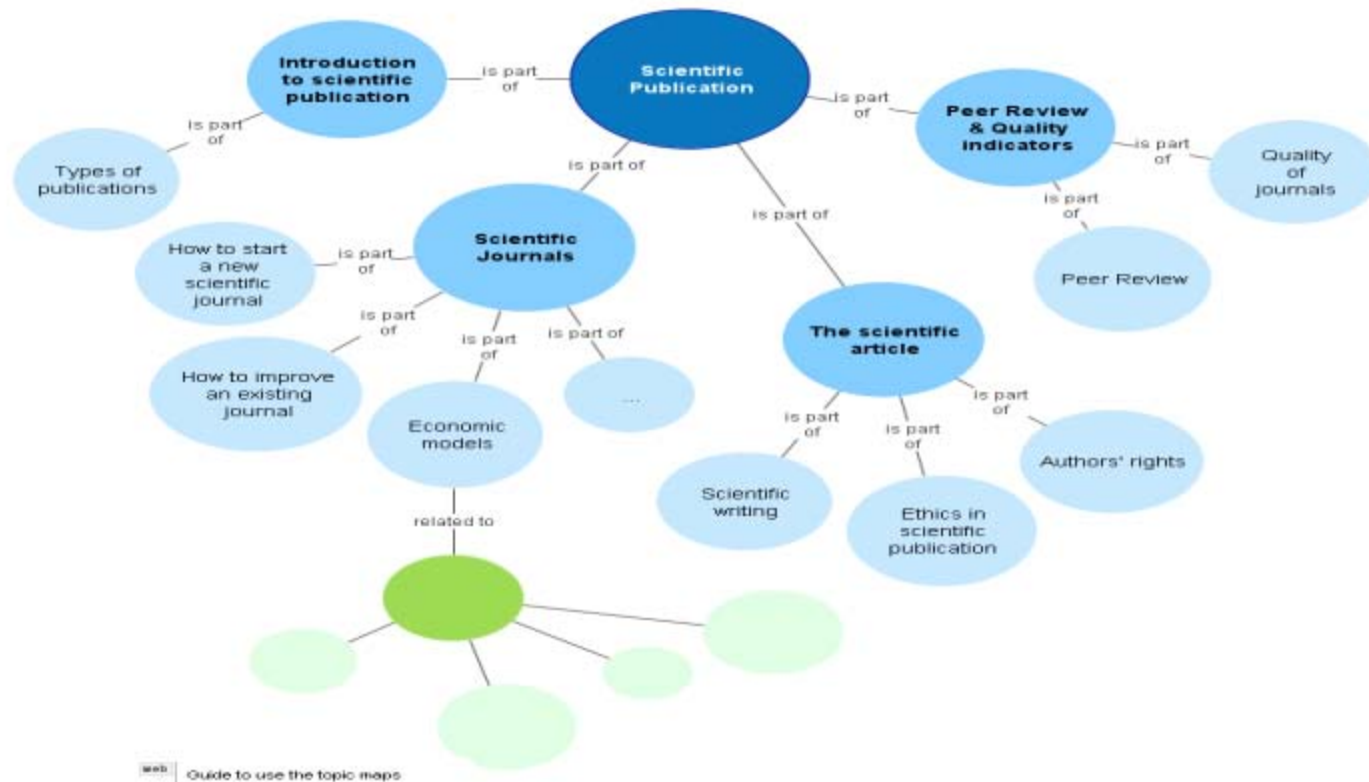 Scientific
Publication
is part
of
Introduction
to scientific
publication
is part
of
Types of
publications
is part of
Scientific
Journals
is part
of
How to start
a new
scientific
journal
is part
of
How to improve
an existing
journal
is part
of
Economic
models
is part of
...
related to
is part of
The scientific
article
is part
of
Scientific
writing
is part
of
Ethics in
scientific
publication
is part
of
Authors' rights
is part
of
Peer Review
& Quality
indicators
is part
of
Peer Review
is part
of
Quality
of
journals
web
Guide to use the topic maps